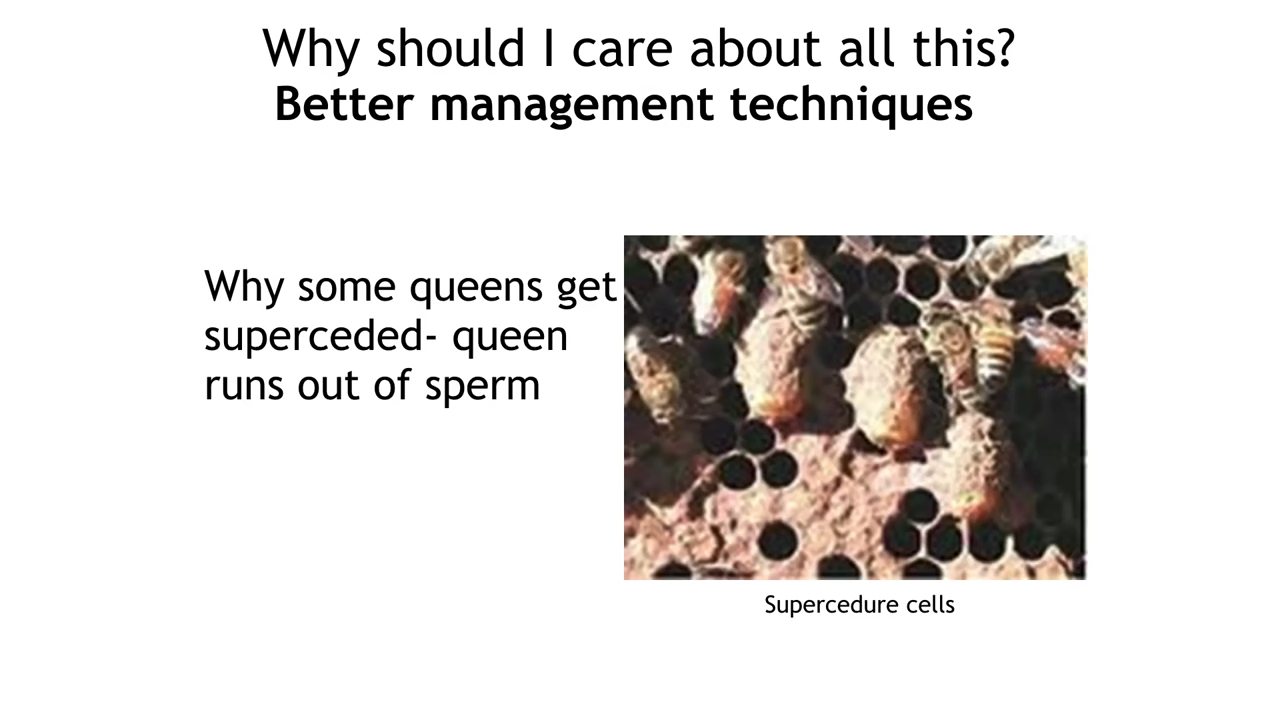 Why should I care about all this?
Better management techniques
Why some queens get
superceded- queen
runs out of sperm
Supercedure cells